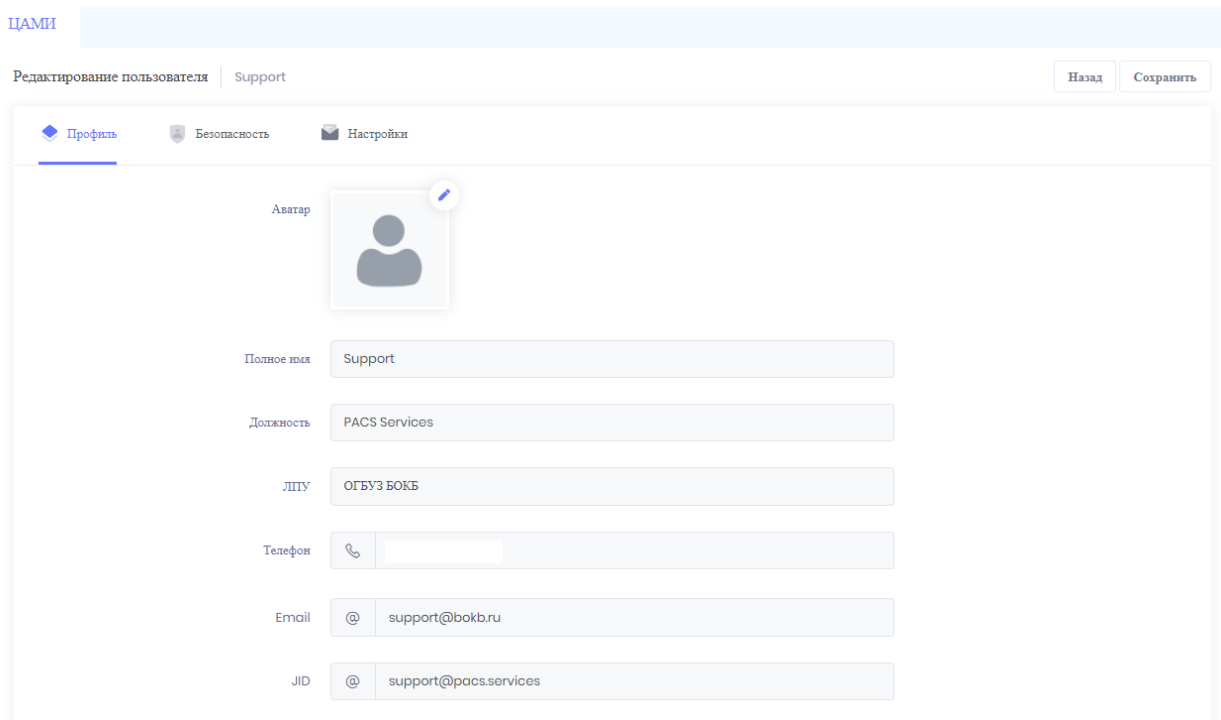 ЦАМИ
Редактирование пользователя Support Назад Сохранить
Профиль Безопасность Настройки
Аватар
Полное имя Support
Должность PACS Services
ЛПУ ОГБУЗ БОКБ
Телефон
Email @ support@bokb.ru
JID @ support@pacs.services